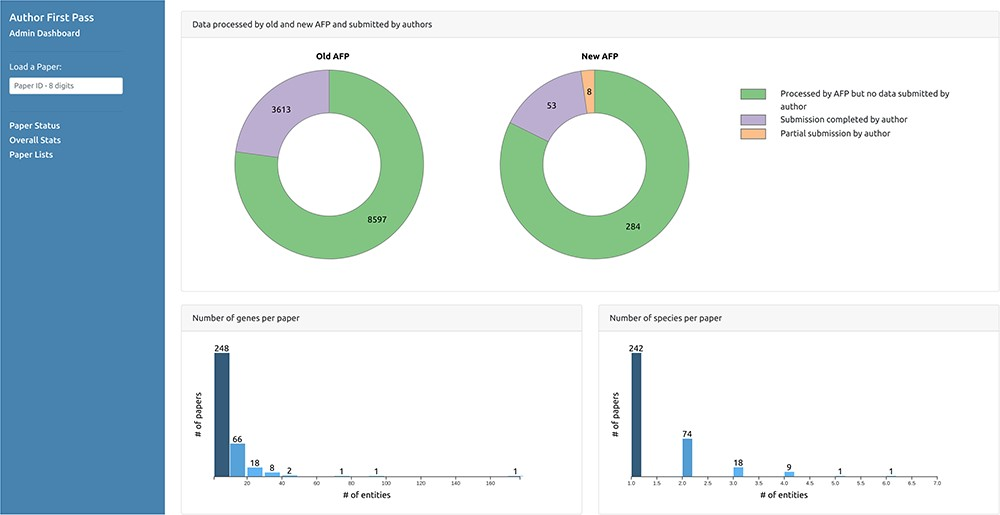 Author First Pass
Admin Dashboard
Load a Paper:
Paper ID - 8 digits
Paper Status
Overall Stats
Paper Lists
Data processed by old and new AFP and submitted by authors
Old AFP
3613
8597
New AFP
53
8
284
Processed by AFP but no data submitted by
author
Submission completed by author
Partial submission by author
Number of genes per paper
# of papers
248
66
18
8
2
1
1
1
20 40 60 80 100 120 140 160
# of entities
Number of species per paper
# of papers
242
74
18
9
1
1
1.0 1.5 2.0 2.5 3.0 3.5 4.0 4.5 5.0 5.5 6.0 6.5 7.0
# of entities